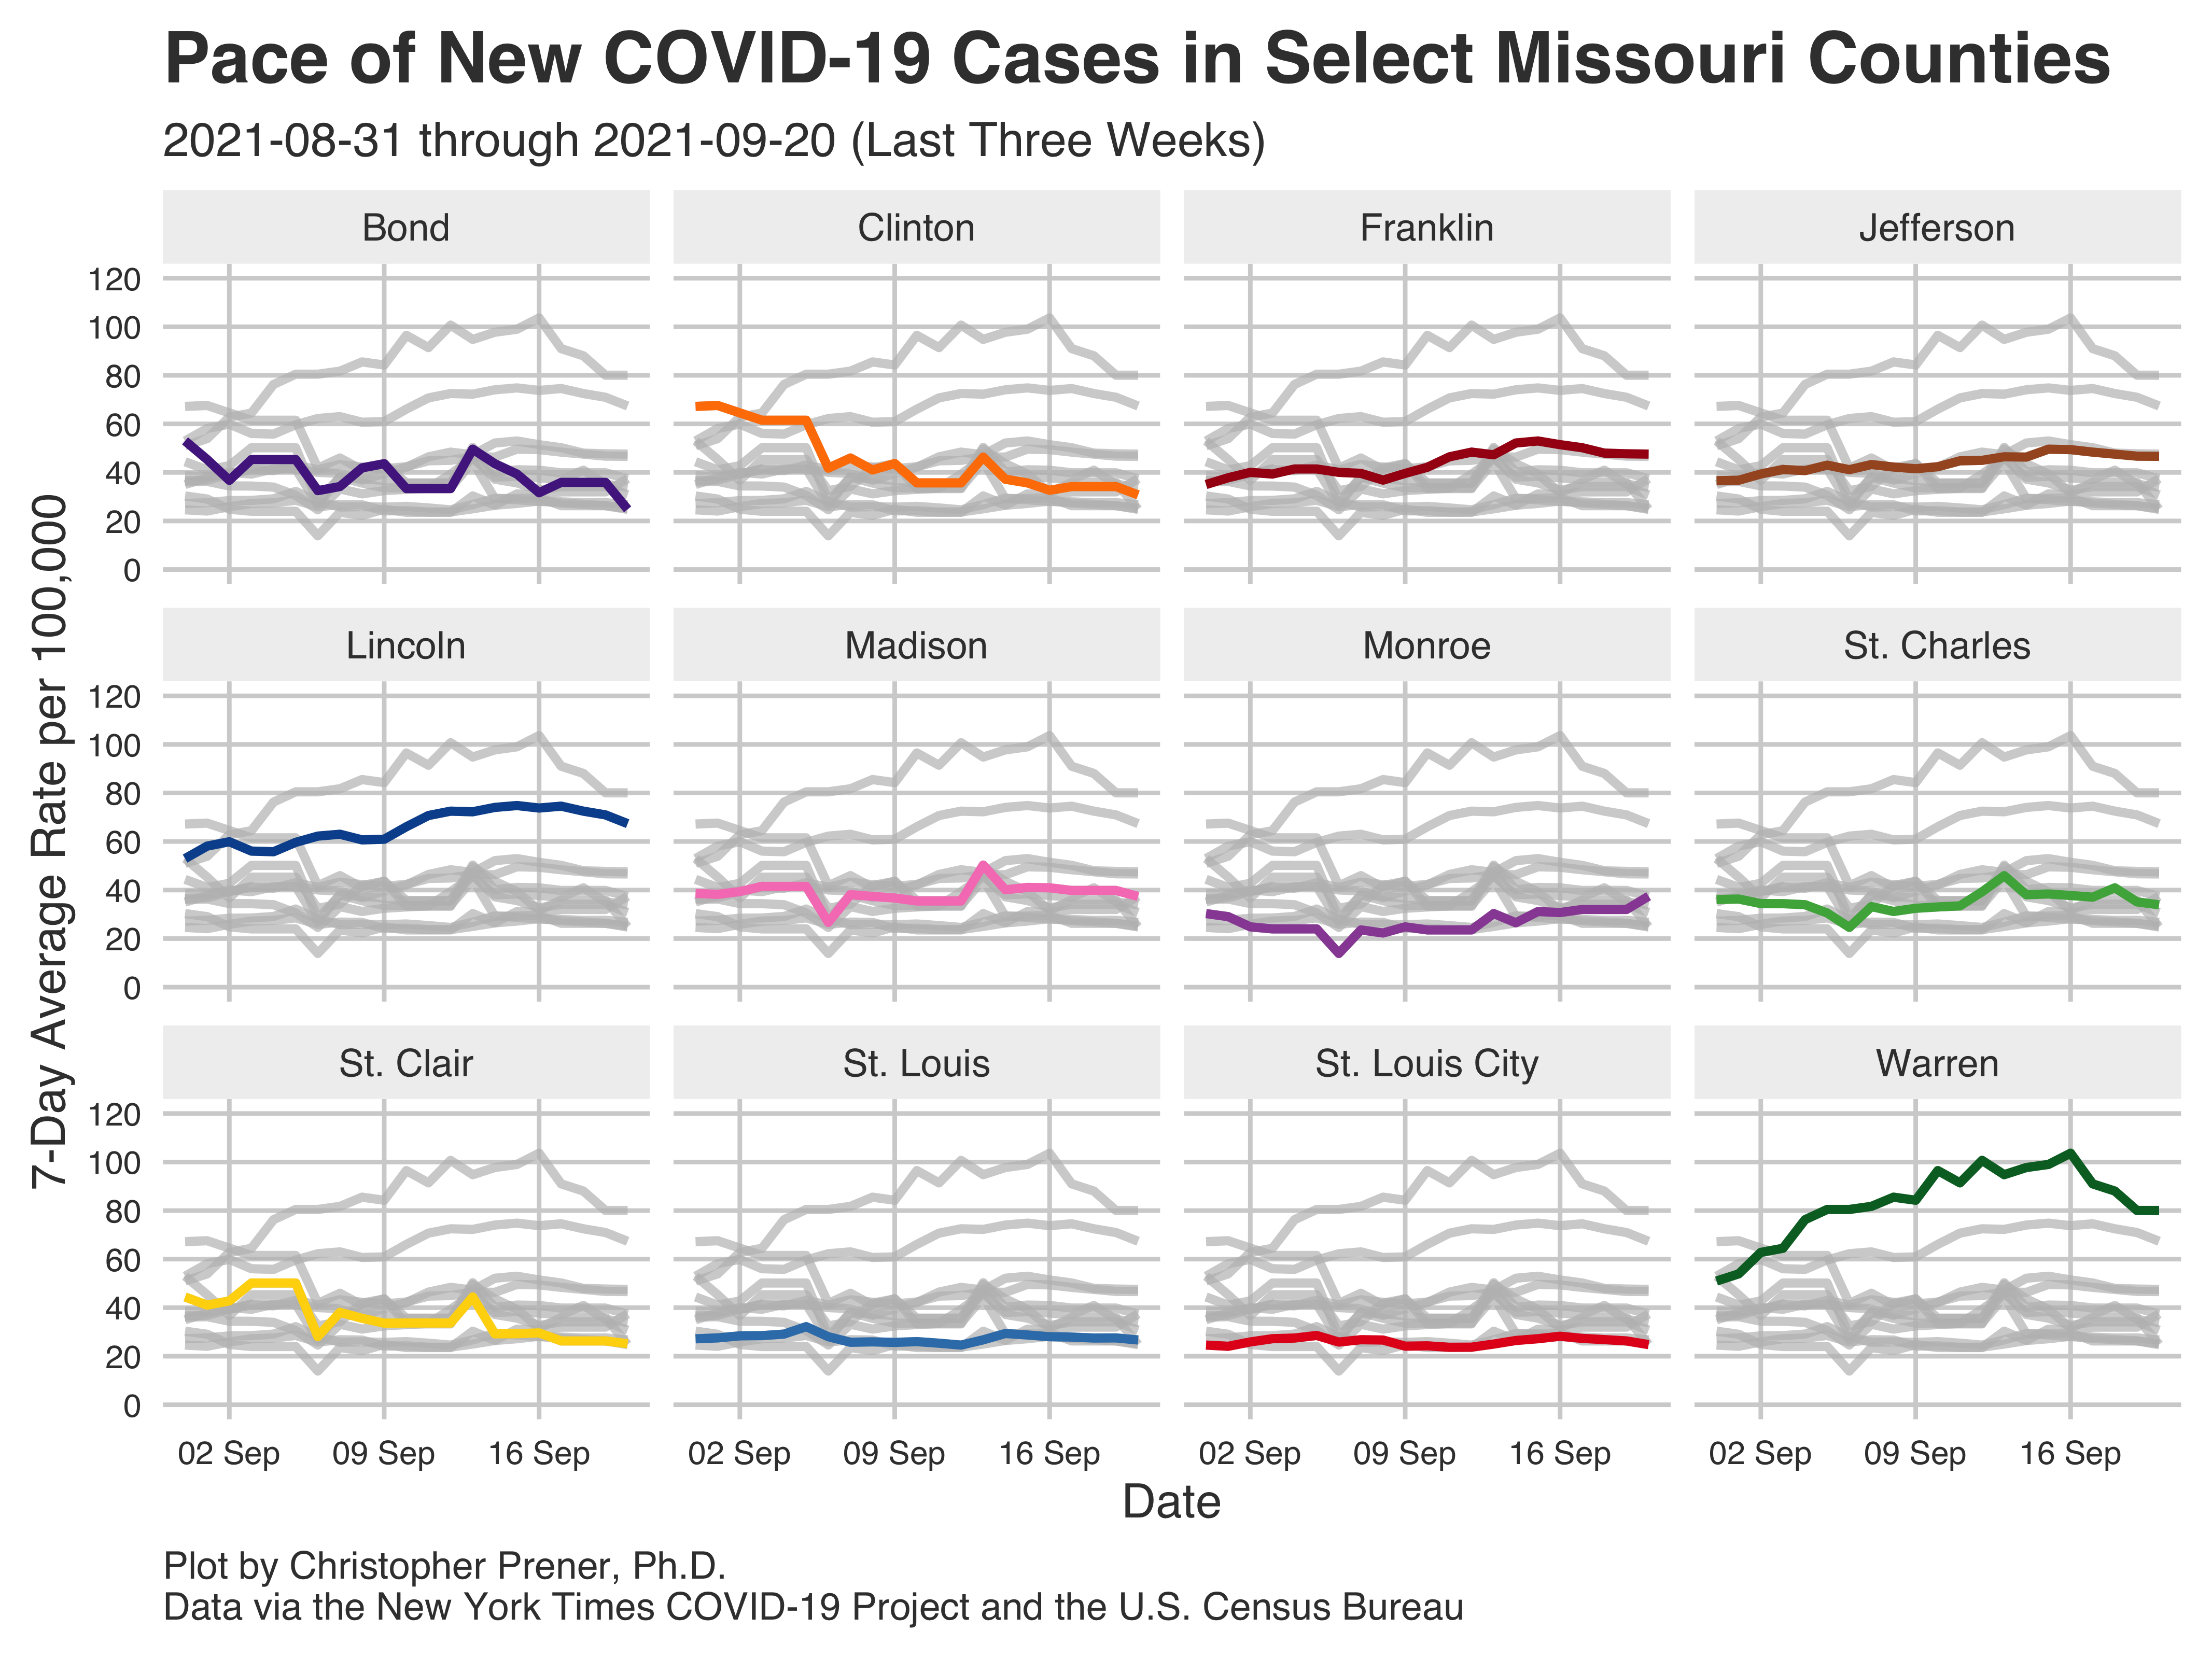 Pace of New COVID-19 Cases in Select Missouri Counties
2021-08-31 through 2021-09-20 (Last Three Weeks)
7-Day Average Rate per 100,000
Bond
Clinton
Franklin
Jefferson
120
100
80
60
40
20
0
Lincoln
Madison
Monroe
St. Charles
120
100
80
60
40
20
0
St. Clair
St. Louis
St. Louis City
Warren
120
100
80
60
40
20
0
02 Sep 09 Sep 16 Sep
02 Sep 09 Sep 16 Sep
02 Sep 09 Sep 16 Sep
02 Sep 09 Sep 16 Sep
Date
Plot by Christopher Prener, Ph.D.
Data via the New York Times COVID-19 Project and the U.S. Census Bureau